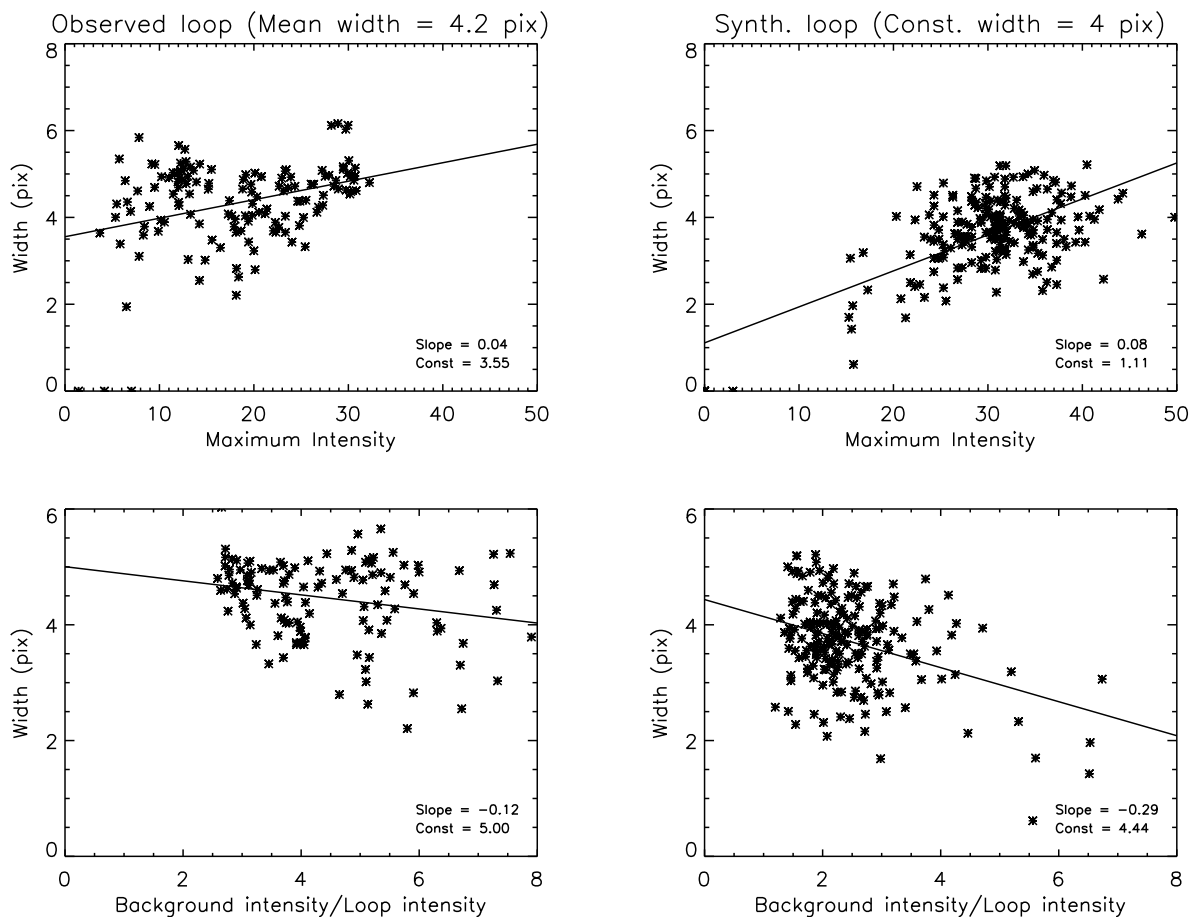 Observed loop (Mean width = 4.2 pix)
8
6
4
2
0
Width (pix)
Slope = 0.04
Const = 3.55
0 10 20 30 40 50
Maximum Intensity
Synth. loop (Const. width = 4 pix)
8
6
4
2
0
Width (pix)
Slope = 0.08
Const = 1.11
0 10 20 30 40 50
Maximum Intensity
6
4
2
0
Width (pix)
Slope = −0.12
Const = 5.00
0 2 4 6 8
Background intensity/Loop intensity
6
4
2
0
Width (pix)
Slope = −0.29
Const = 4.44
0 2 4 6 8
Background intensity/Loop intensity